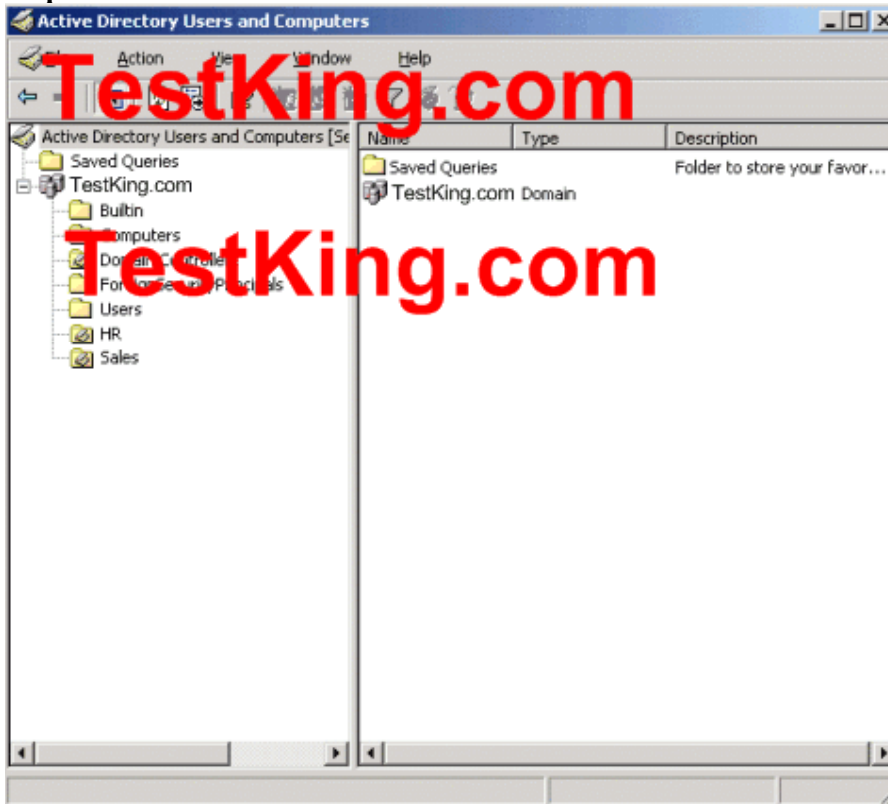 Active Directory Users and Computers
Action Window Help
TestKing.com
Active Directory Users and Computers [Se
Name Type Description
Saved Queries
TestKing.com
Builtin
Computers
Users
HR
Sales
Saved Queries Folder to store your favor...
TestKing.com Domain
TestKing.com